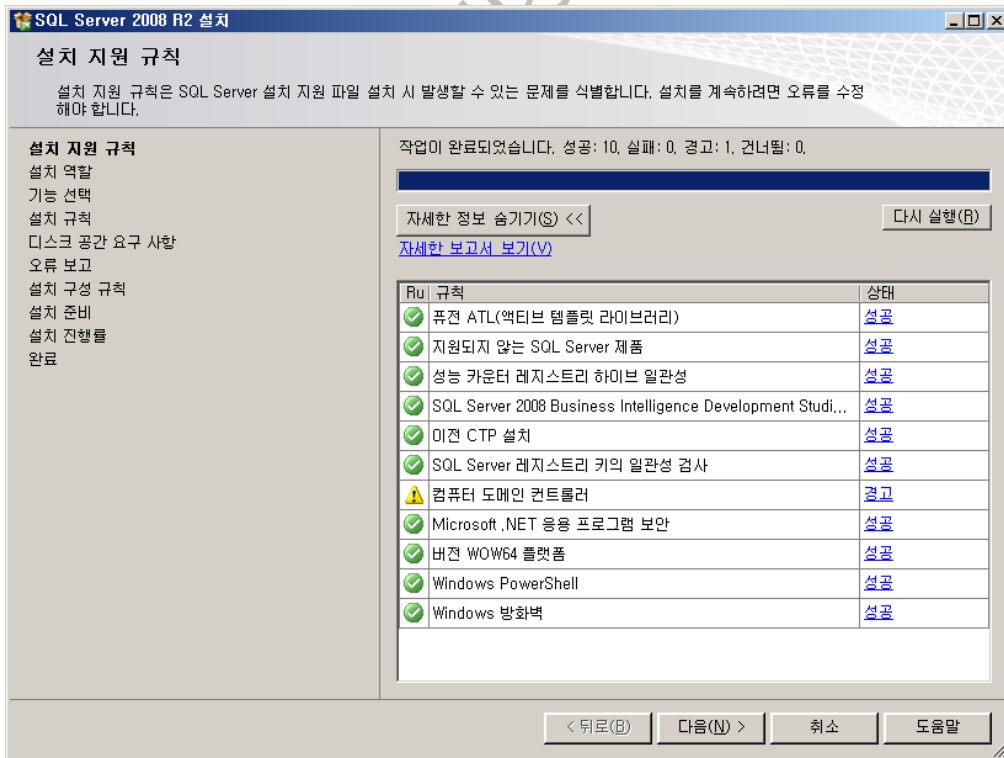 SQL Server 2008 R2 설치
설치 지원 규칙
설치 지원 규칙은 SQL Server 설치 지원 파일 설치 시 발생할 수 있는 문제를 식별합니다. 설치를 계속하려면 오류를 수정
해야 합니다.
설치 지원 규칙
설치 역할
기능 선택
설치 규칙
디스크 공간 요구 사항
오류 보고
설치 구성 규칙
설치 준비
설치 진행률
완료
작업이 완료되었습니다. 성공: 10, 실패: 0, 경고: 1, 건너뜀: 0.
자세한 정보 숨기기(S) <<
다시 실행(R)
자세한 보고서 보기(V)
Ru 규칙 상태
퓨전 ATL(액티브 템플릿 라이브러리) 성공
지원되지 않는 SQL Server 제품 성공
성능 카운터 레지스트리 하이브 일관성 성공
SQL Server 2008 Business Intelligence Development Studi... 성공
이전 CTP 설치 성공
SQL Server 레지스트리 키의 일관성 검사 성공
컴퓨터 도메인 컨트롤러 경고
Microsoft .NET 응용 프로그램 보안 성공
버전 WOW64 플랫폼 성공
Windows PowerShell 성공
Windows 방화벽 성공
< 뒤로(B) 다음(N) > 취소 도움말